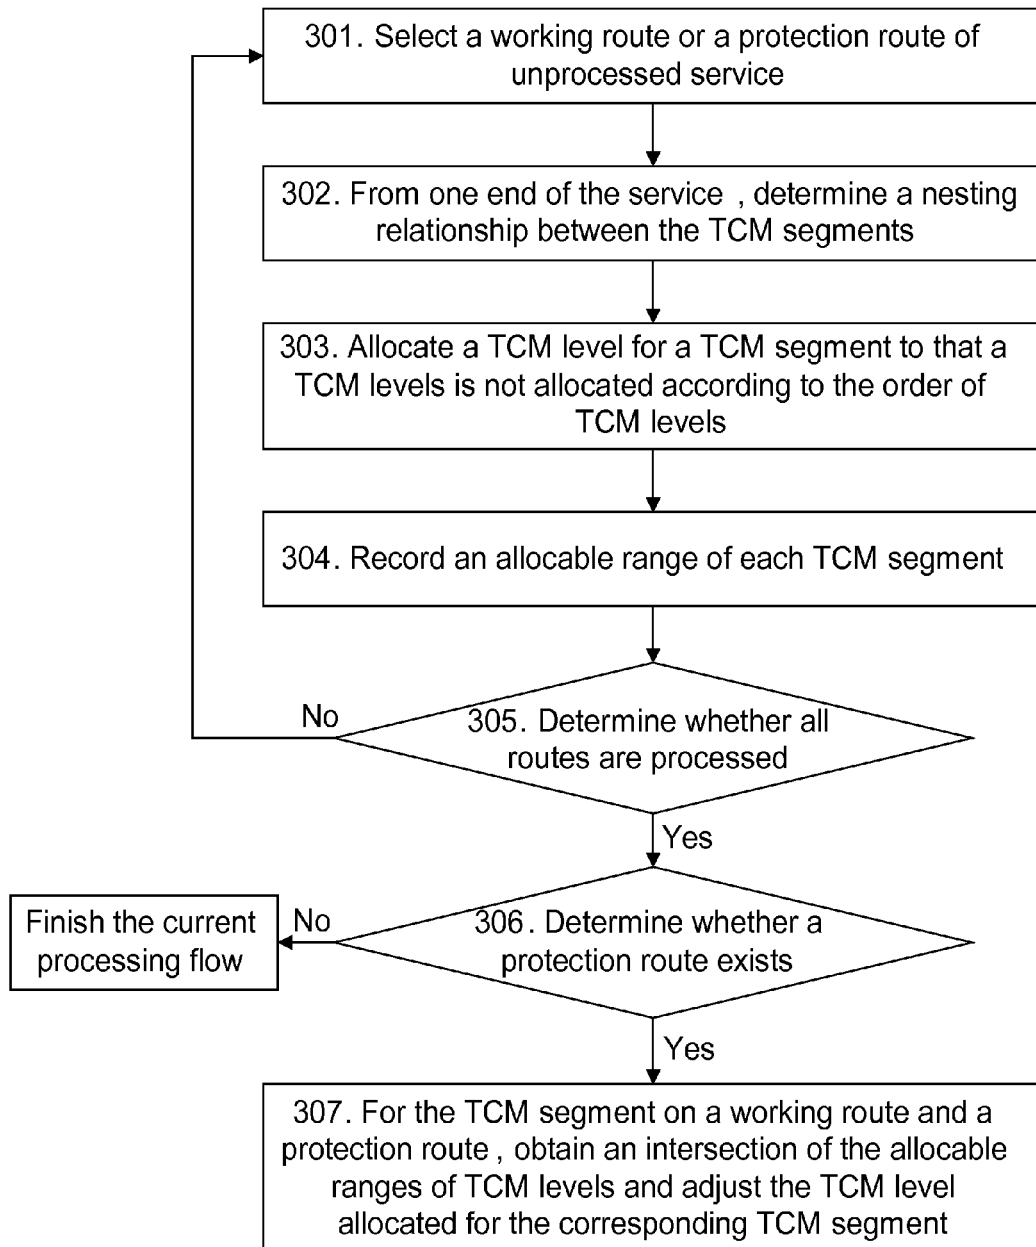 301. Select a working route or a protection route of
unprocessed service
302. From one end of the service , determine a nesting
relationship between the TCM segments
303. Allocate a TCM level for a TCM segment to that a
TCM levels is not allocated according to the order of
TCM levels
304. Record an allocable range of each TCM segment
No
305. Determine whether all
routes are processed
Yes
Finish the current
processing flow
No
306. Determine whether a
protection route exists
Yes
307. For the TCM segment on a working route and a
protection route , obtain an intersection of the allocable
ranges of TCM levels and adjust the TCM level
allocated for the corresponding TCM segment